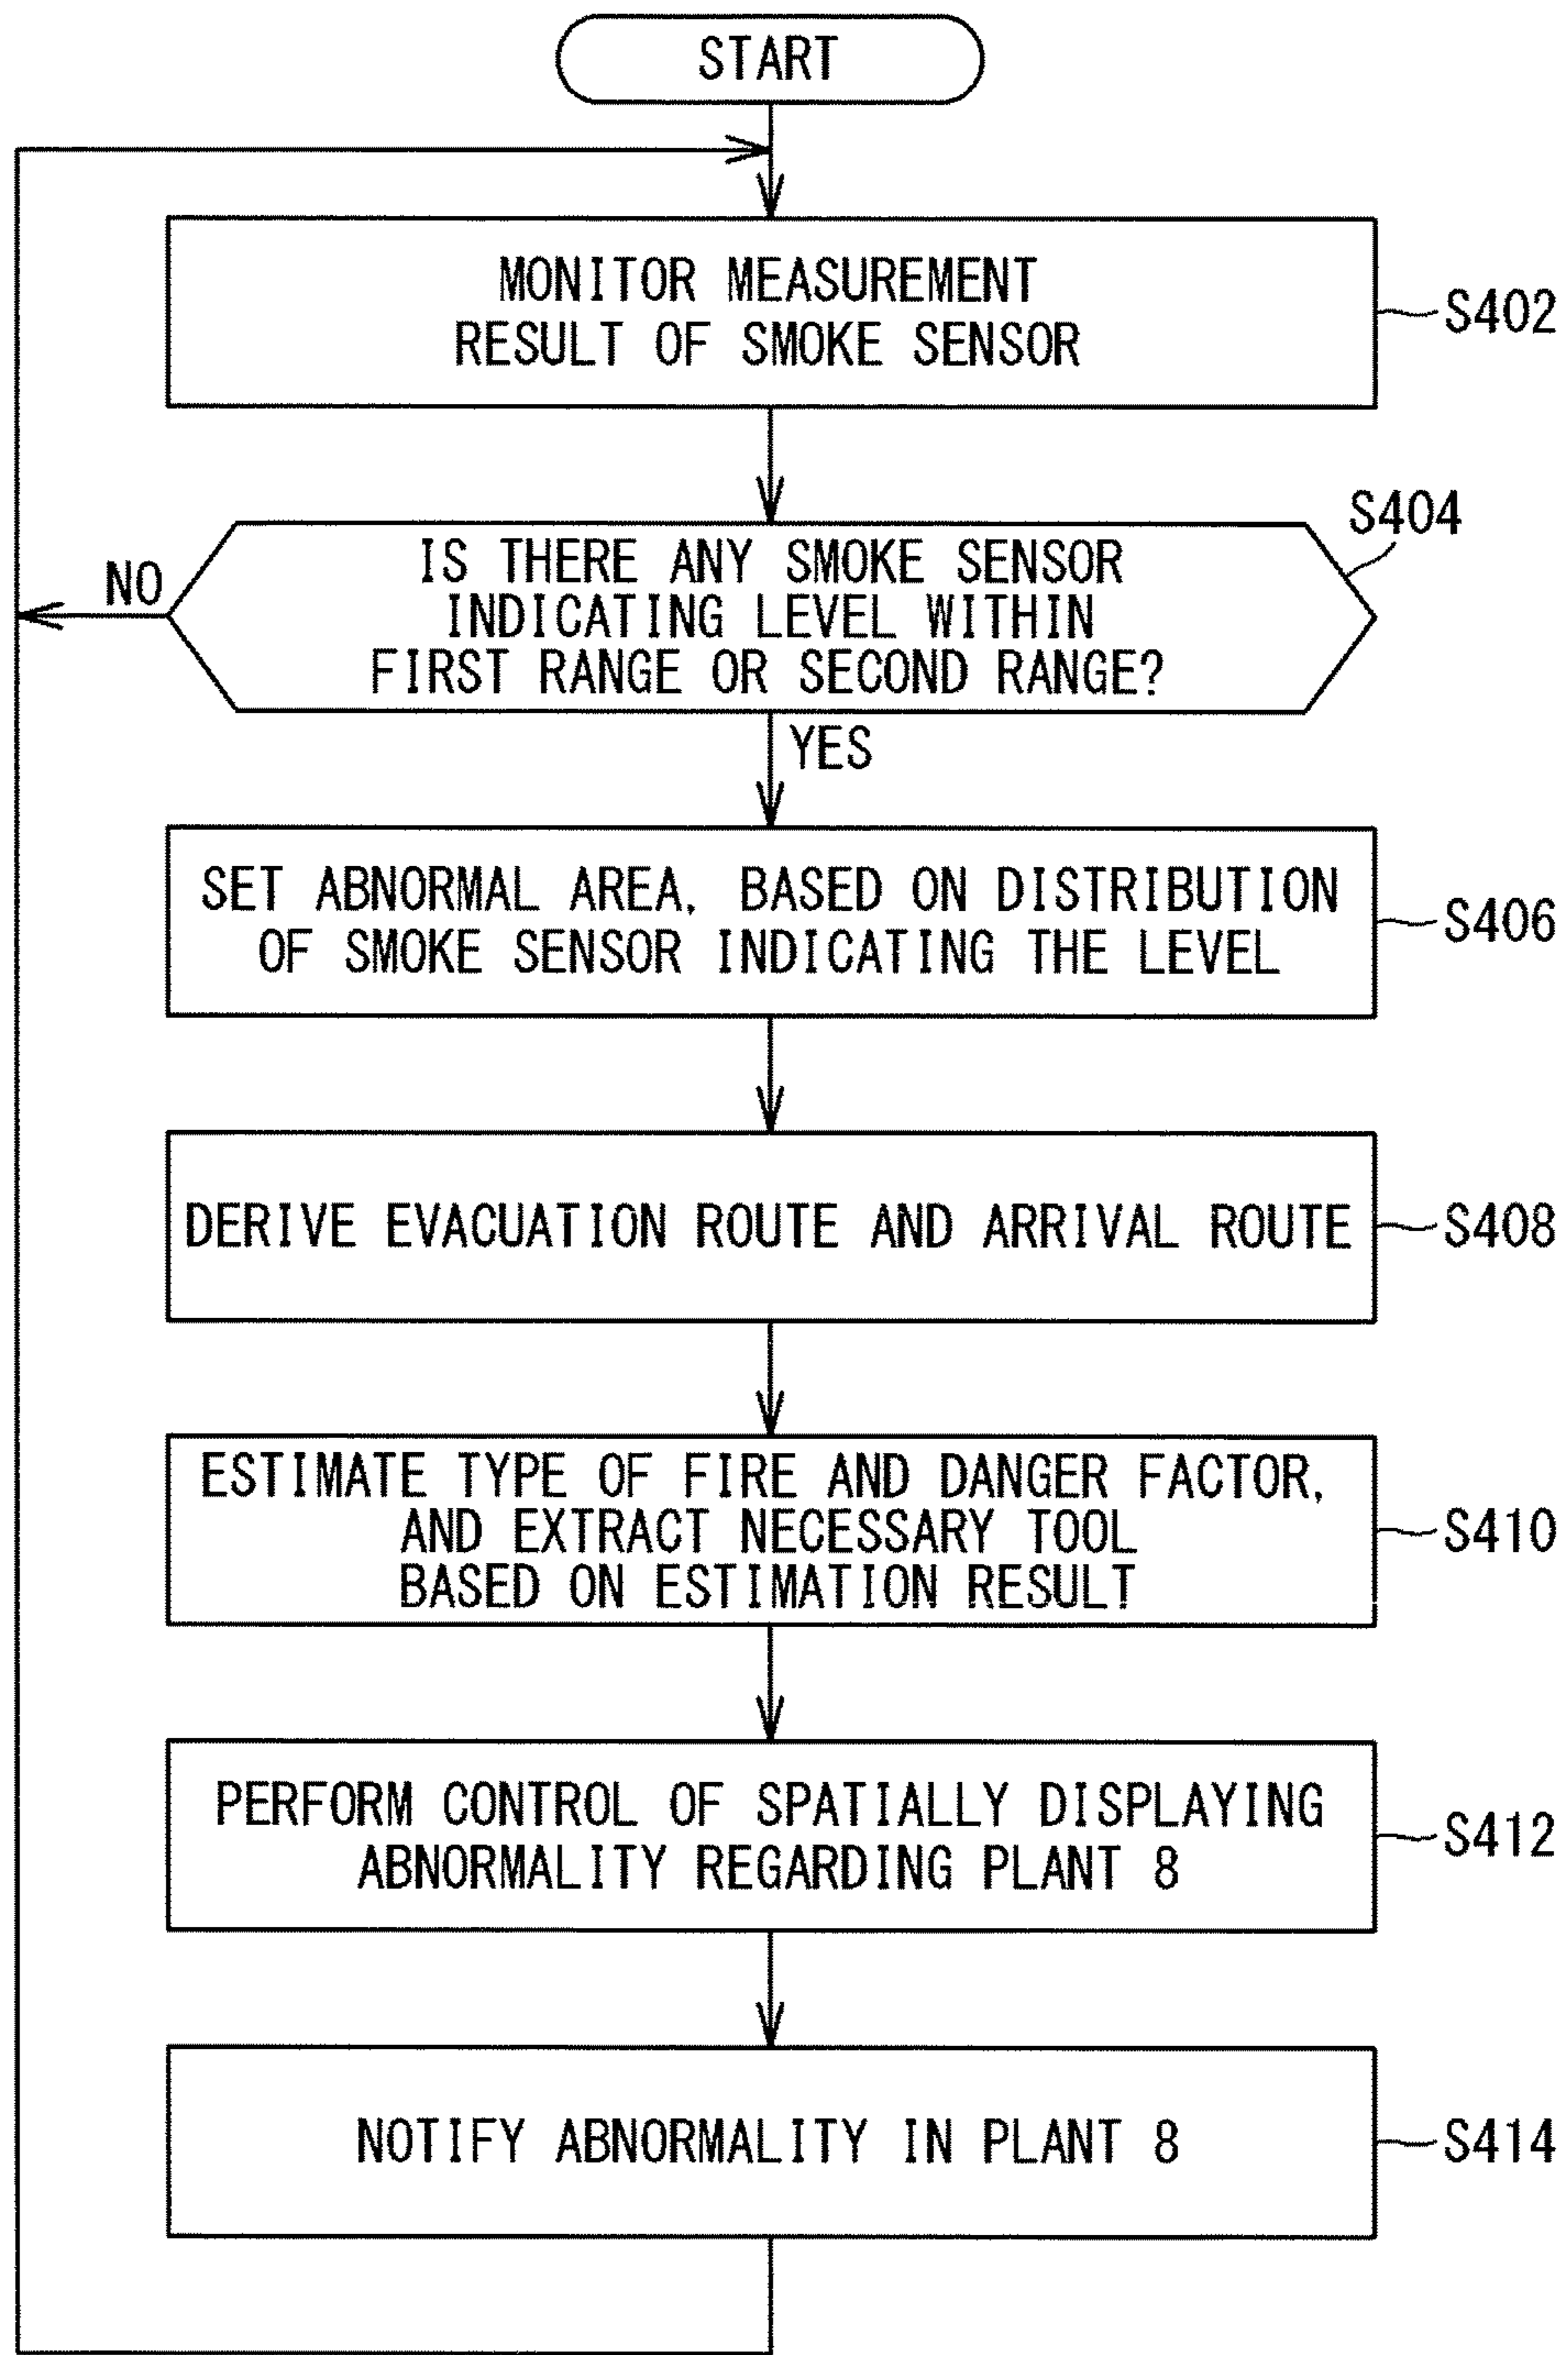 START
MONITOR MEASUREMENT
RESULT OF SMOKE SENSOR
S402
S404
IS THERE ANY SMOKE SENSOR
INDICATING LEVEL WITHIN
FIRST RANGE OR SECOND RANGE?
NO
YES
SET ABNORMAL AREA, BASED ON DISTRIBUTION
OF SMOKE SENSOR INDICATING THE LEVEL
S406
DERIVE EVACUATION ROUTE AND ARRIVAL ROUTE
S408
ESTIMATE TYPE OF FIRE AND DANGER FACTOR,
AND EXTRACT NECESSARY TOOL
BASED ON ESTIMATION RESULT
S410
PERFORM CONTROL OF SPATIALLY DISPLAYING
ABNORMALITY REGARDING PLANT 8
S412
NOTIFY ABNORMALITY IN PLANT 8
S414